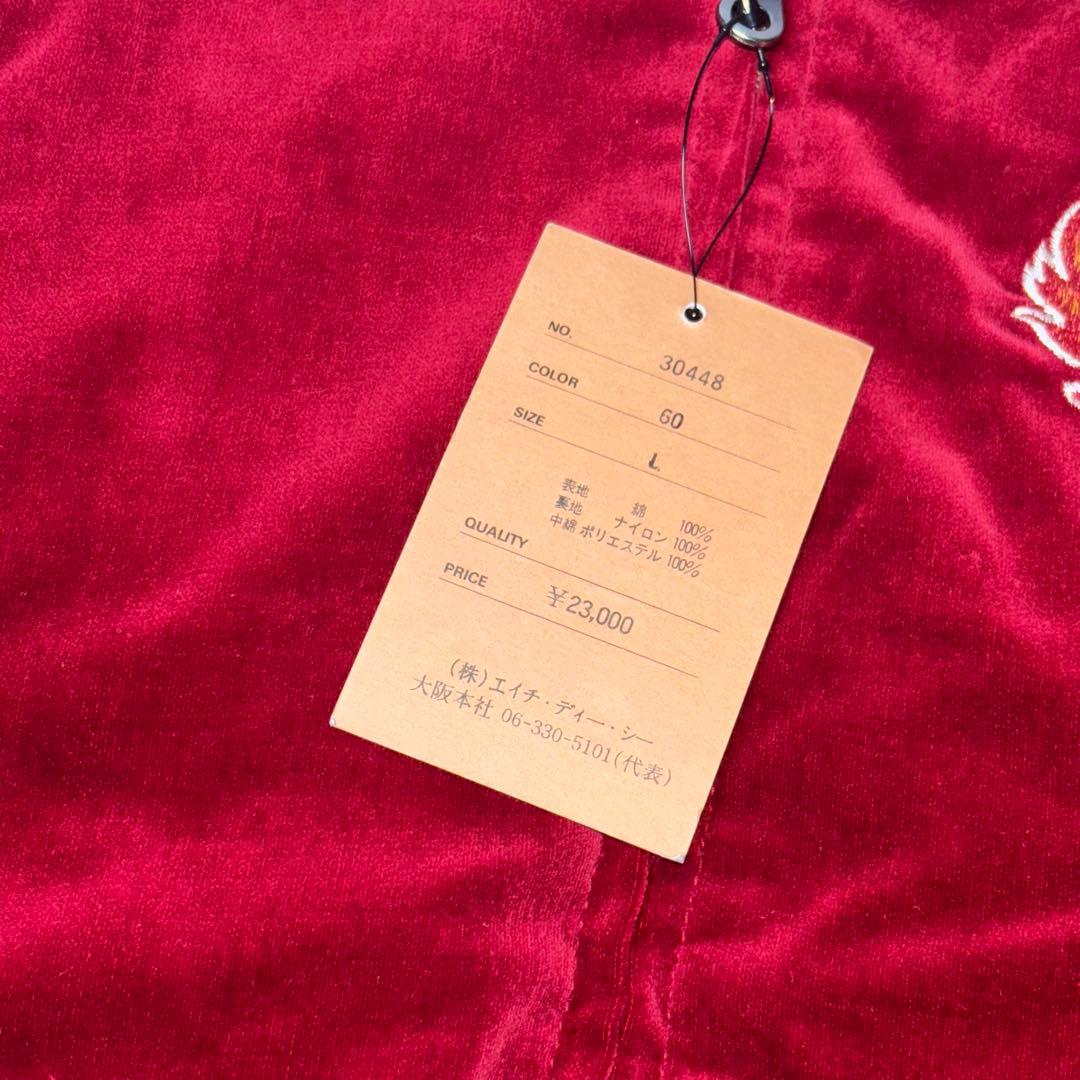 NO. 30448
COLOR 60
SIZE L
表地 綿 100%
裏地 ナイロン 100%
中綿 ポリエステル 100%
QUALITY
PRICE ¥23,000
(株)エイチ・ディー・シー
大阪本社 06-330-5101(代表)